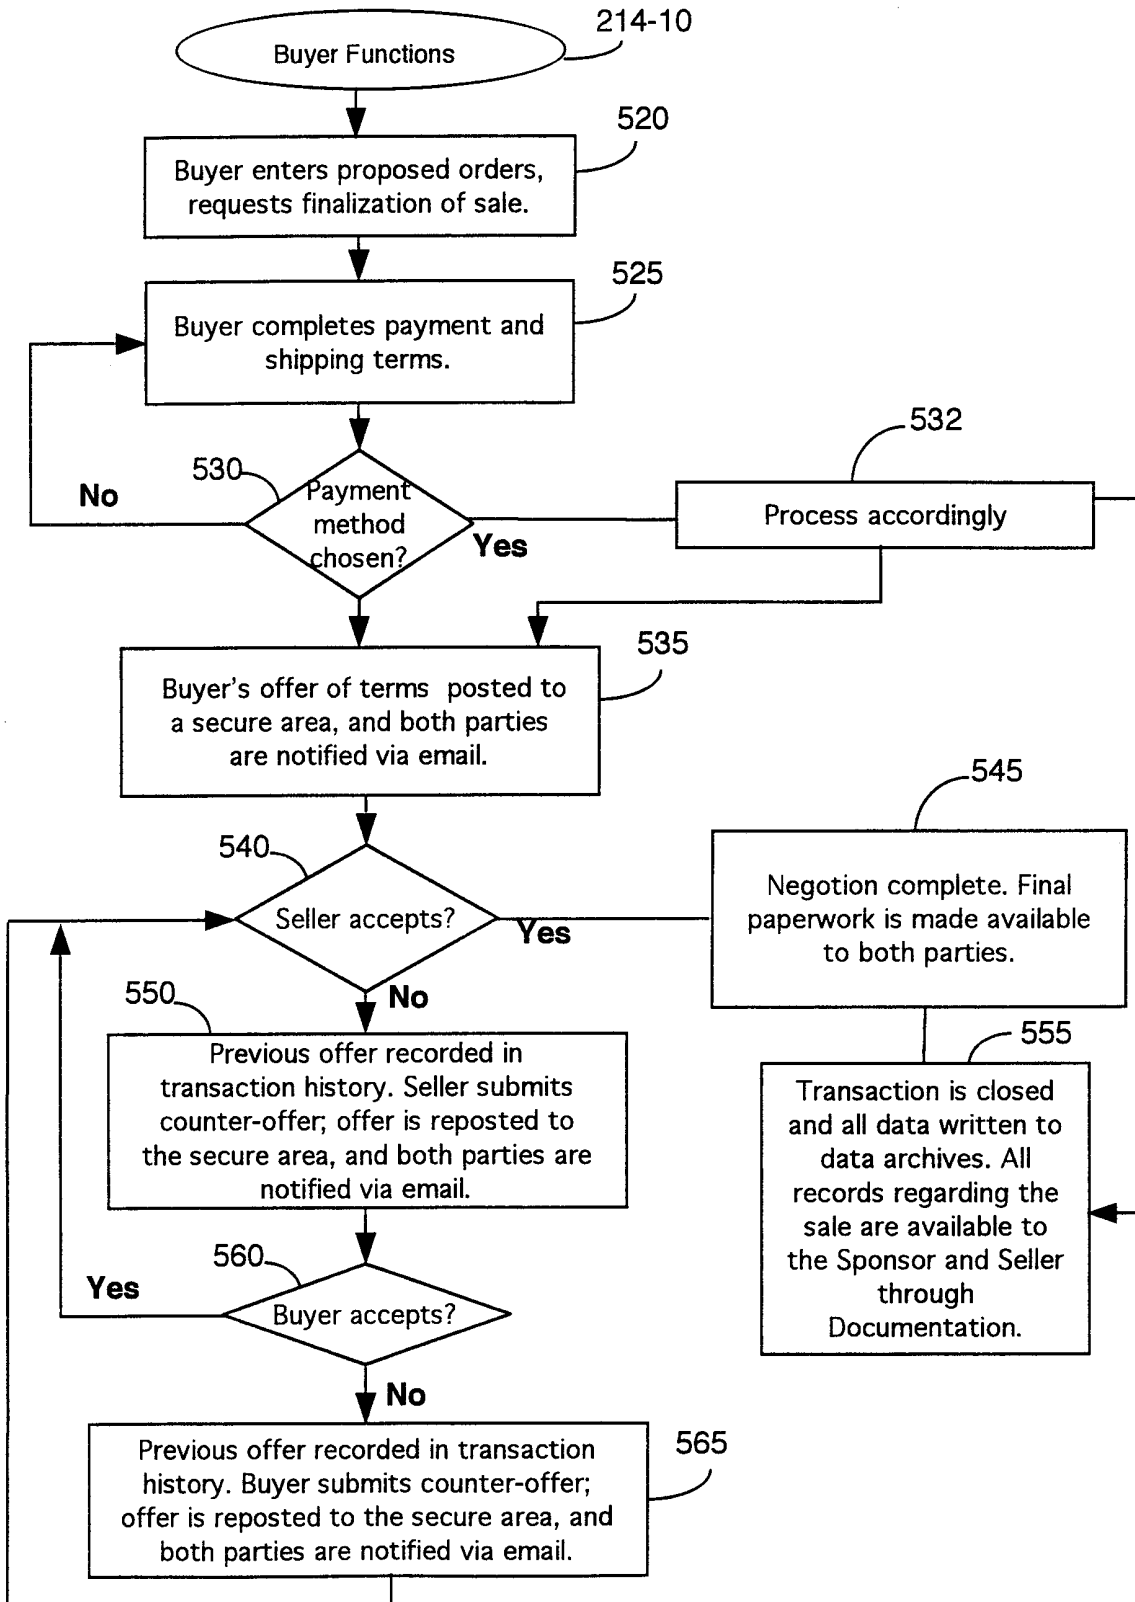 214-10
Buyer Functions
520
Buyer enters proposed orders,
requests finalization of sale.
525
Buyer completes payment and
shipping terms.
532
530
No
Payment
method
chosen?
Yes
Process accordingly
535
Buyer's offer of terms posted to
a secure area, and both parties
are notified via email.
545
540
Seller accepts?
Yes
Negotion complete. Final
paperwork is made available
to both parties.
No
550
555
Previous offer recorded in
transaction history. Seller submits
counter-offer; offer is reposted to
the secure area, and both parties are
notified via email.
Transaction is closed
and all data written to
data archives. All
records regarding the
sale are available to
the Sponsor and Seller
through
Documentation.
560
Yes
Buyer accepts?
No
565
Previous offer recorded in transaction
history. Buyer submits counter-offer;
offer is reposted to the secure area, and
both parties are notified via email.